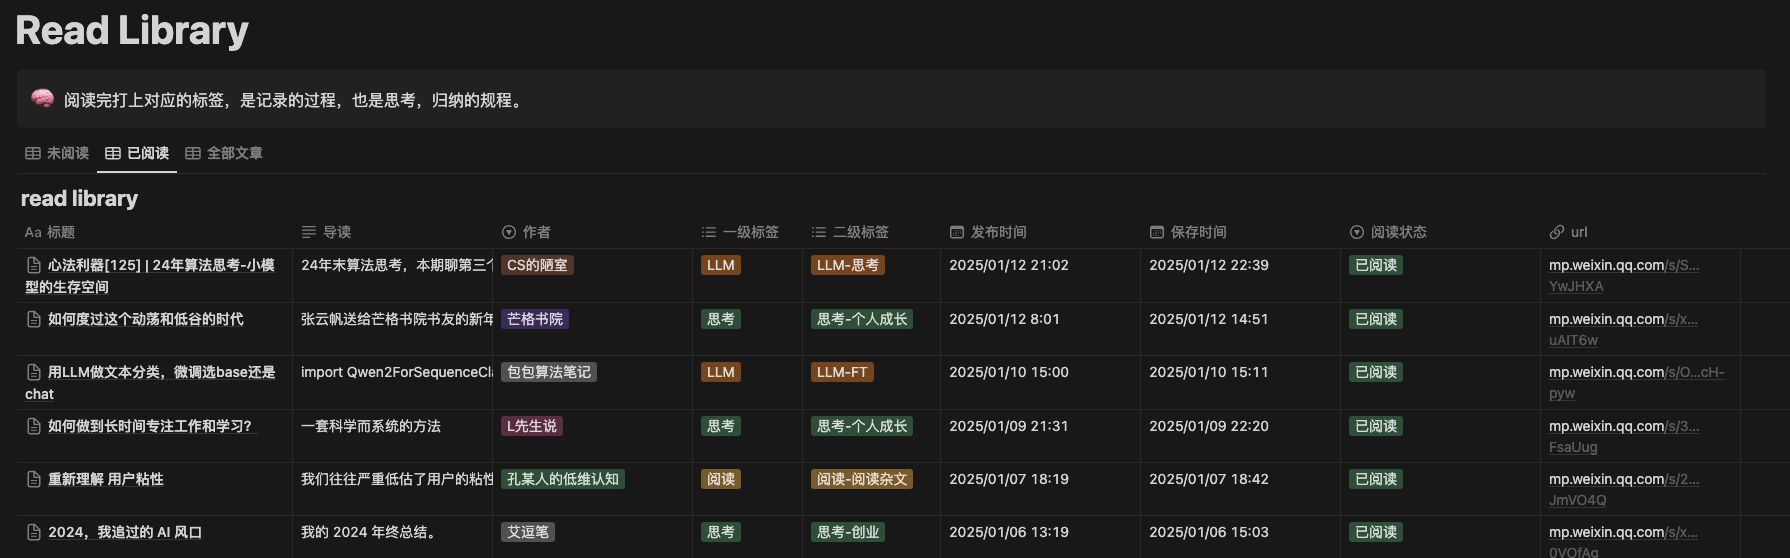 Read Library
阅读完打上对应的标签，是记录的过程，也是思考，归纳的规程。
未阅读 已阅读 全部文章
read library
Aa 标题 导读 作者 一级标签 二级标签 发布时间 保存时间 阅读状态 url
心法利器[125] | 24年算法思考-小模 24年末算法思考，本期聊第三个 CS的陋室 LLM LLM-思考 2025/01/12 21:02 2025/01/12 22:39 已阅读 mp.weixin.qq.com/s/S...
型的生存空间 YwJHXA
如何度过这个动荡和低谷的时代 张云帆送给芒格书院书友的新年 芒格书院 思考 思考-个人成长 2025/01/12 8:01 2025/01/12 14:51 已阅读 mp.weixin.qq.com/s/x...
uAIT6w
用LLM做文本分类，微调选base还是 import Qwen2ForSequenceCla 包包算法笔记 LLM LLM-FT 2025/01/10 15:00 2025/01/10 15:11 已阅读 mp.weixin.qq.com/s/O...cH-
chat pyw
如何做到长时间专注工作和学习？ 一套科学而系统的方法 L先生说 思考 思考-个人成长 2025/01/09 21:31 2025/01/09 22:20 已阅读 mp.weixin.qq.com/s/3...
FsaUug
重新理解 用户粘性 我们往往严重低估了用户的粘性 孔某人的低维认知 阅读 阅读-阅读杂文 2025/01/07 18:19 2025/01/07 18:42 已阅读 mp.weixin.qq.com/s/2...
JmVO4Q
2024，我追过的 AI 风口 我的 2024 年终总结。 艾逗笔 思考 思考-创业 2025/01/06 13:19 2025/01/06 15:03 已阅读 mp.weixin.qq.com/s/x...
0VOfAg